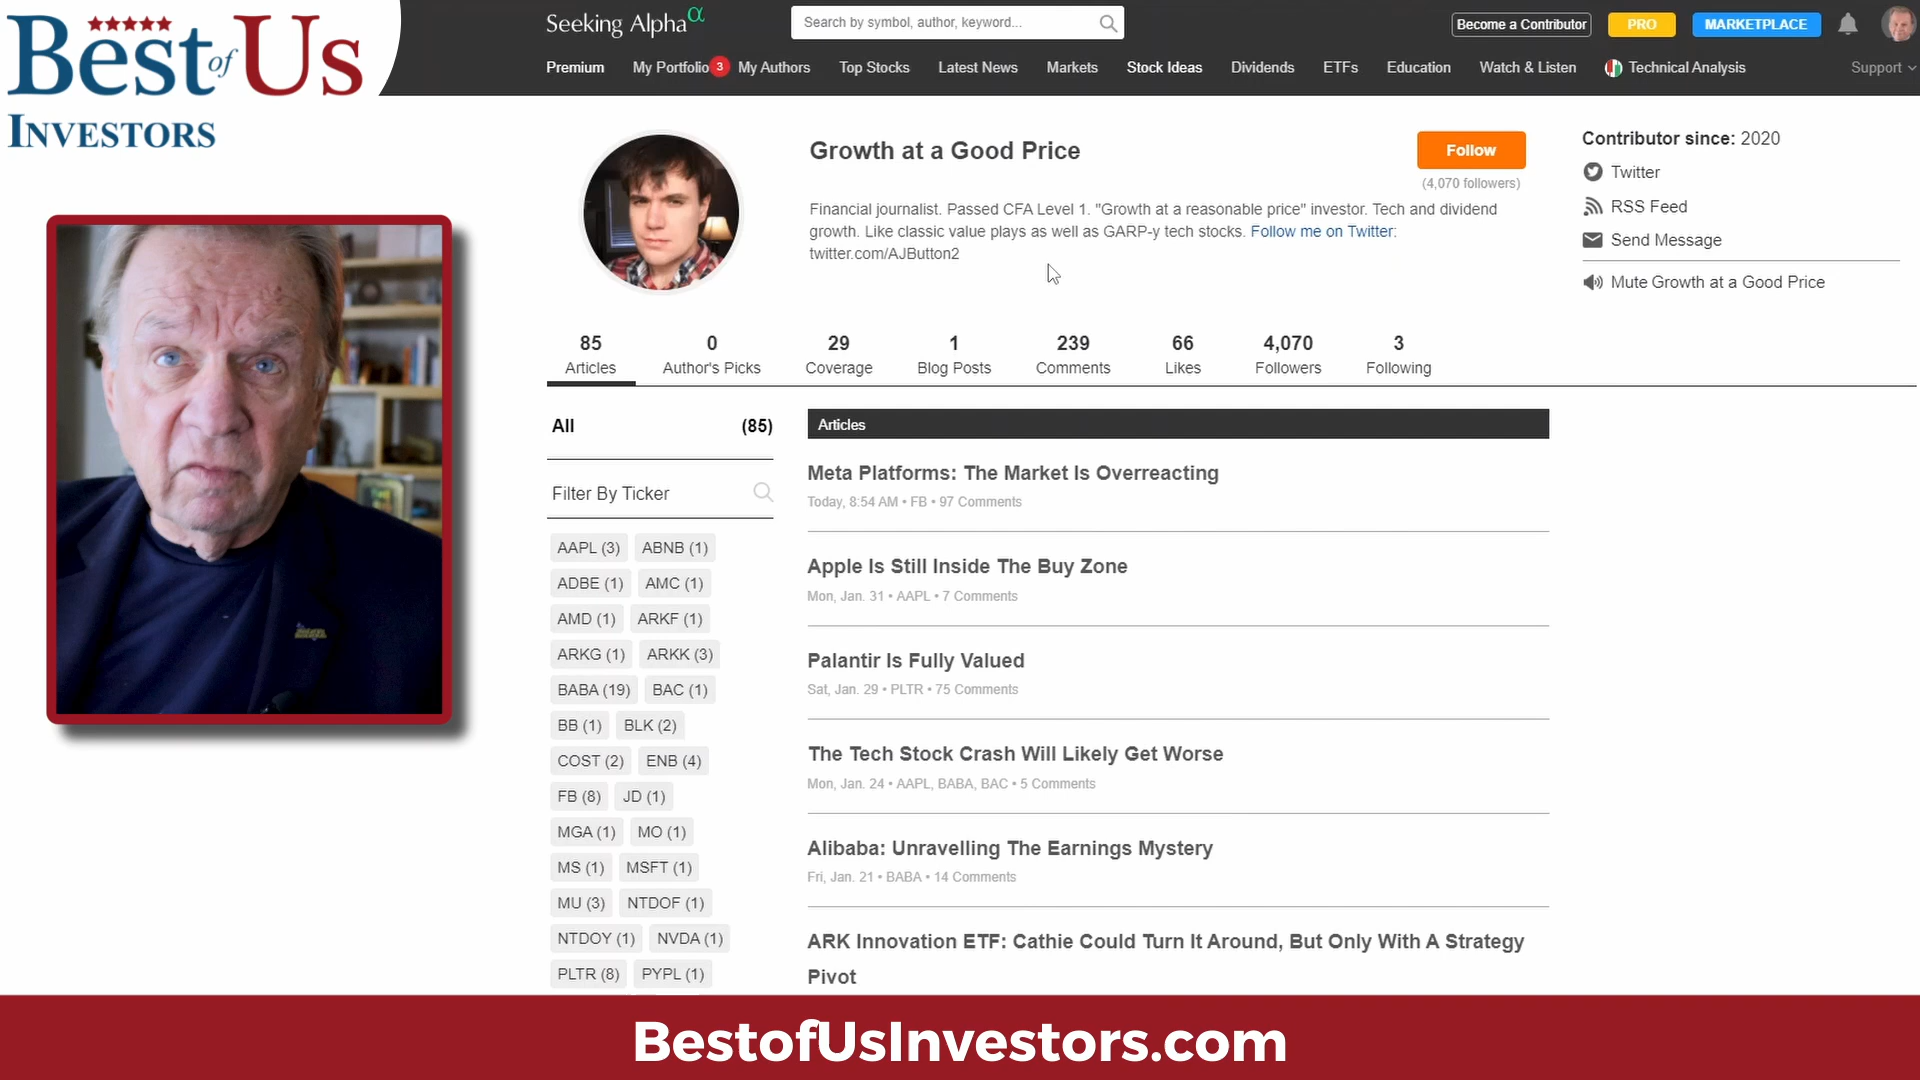 Best of Us
INVESTORS
Seeking Alpha α
Search by symbol, author, keyword...
Become a Contributor
PRO
MARKETPLACE
Premium
My Portfolio 3
My Authors
Top Stocks
Latest News
Markets
Stock Ideas
Dividends
ETFs
Education
Watch & Listen
Technical Analysis
Support
Growth at a Good Price
Follow
(4,070 followers)
Financial journalist. Passed CFA Level 1. "Growth at a reasonable price" investor. Tech and dividend
growth. Like classic value plays as well as GARP-y tech stocks. Follow me on Twitter:
twitter.com/AJButton2
Contributor since: 2020
Twitter
RSS Feed
Send Message
Mute Growth at a Good Price
85 Articles
0 Author's Picks
29 Coverage
1 Blog Posts
239 Comments
66 Likes
4,070 Followers
3 Following
All (85)
Filter By Ticker
AAPL (3) ABNB (1)
ADBE (1) AMC (1)
AMD (1) ARKF (1)
ARKG (1) ARKK (3)
BABA (19) BAC (1)
BB (1) BLK (2)
COST (2) ENB (4)
FB (8) JD (1)
MGA (1) MO (1)
MS (1) MSFT (1)
MU (3) NTDOF (1)
NTDOY (1) NVDA (1)
PLTR (8) PYPL (1)
Articles
Meta Platforms: The Market Is Overreacting
Today, 8:54 AM • FB • 97 Comments
Apple Is Still Inside The Buy Zone
Mon, Jan. 31 • AAPL • 7 Comments
Palantir Is Fully Valued
Sat, Jan. 29 • PLTR • 75 Comments
The Tech Stock Crash Will Likely Get Worse
Mon, Jan. 24 • AAPL, BABA, BAC • 5 Comments
Alibaba: Unravelling The Earnings Mystery
Fri, Jan. 21 • BABA • 14 Comments
ARK Innovation ETF: Cathie Could Turn It Around, But Only With A Strategy
Pivot
BestofUsInvestors.com